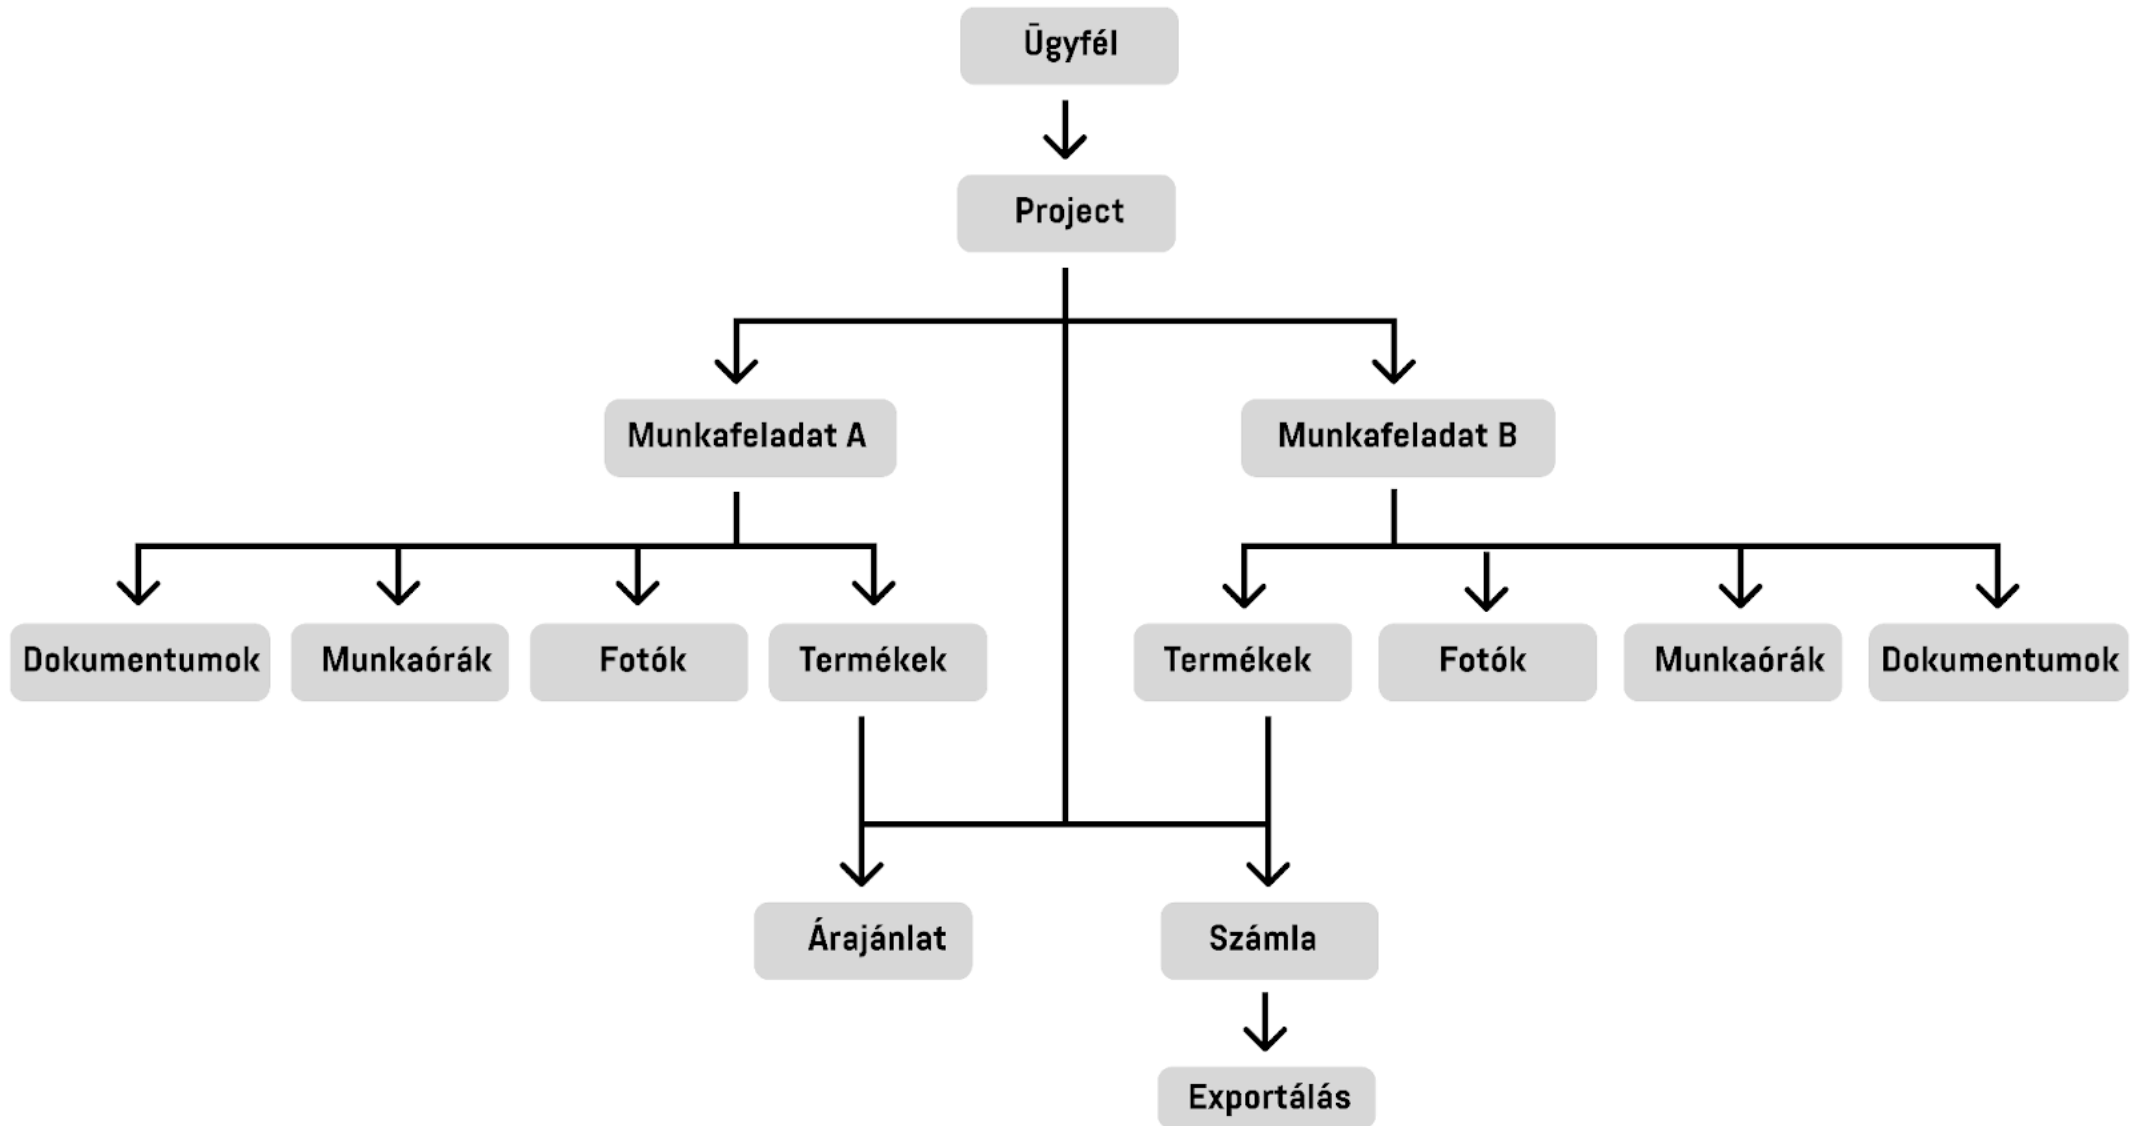 Ügyfél
Project
Munkafeladat A
Munkafeladat B
Dokumentumok
Munkaórák
Fotók
Termékek
Termékek
Fotók
Munkaórák
Dokumentumok
Árajánlat
Számla
Exportálás